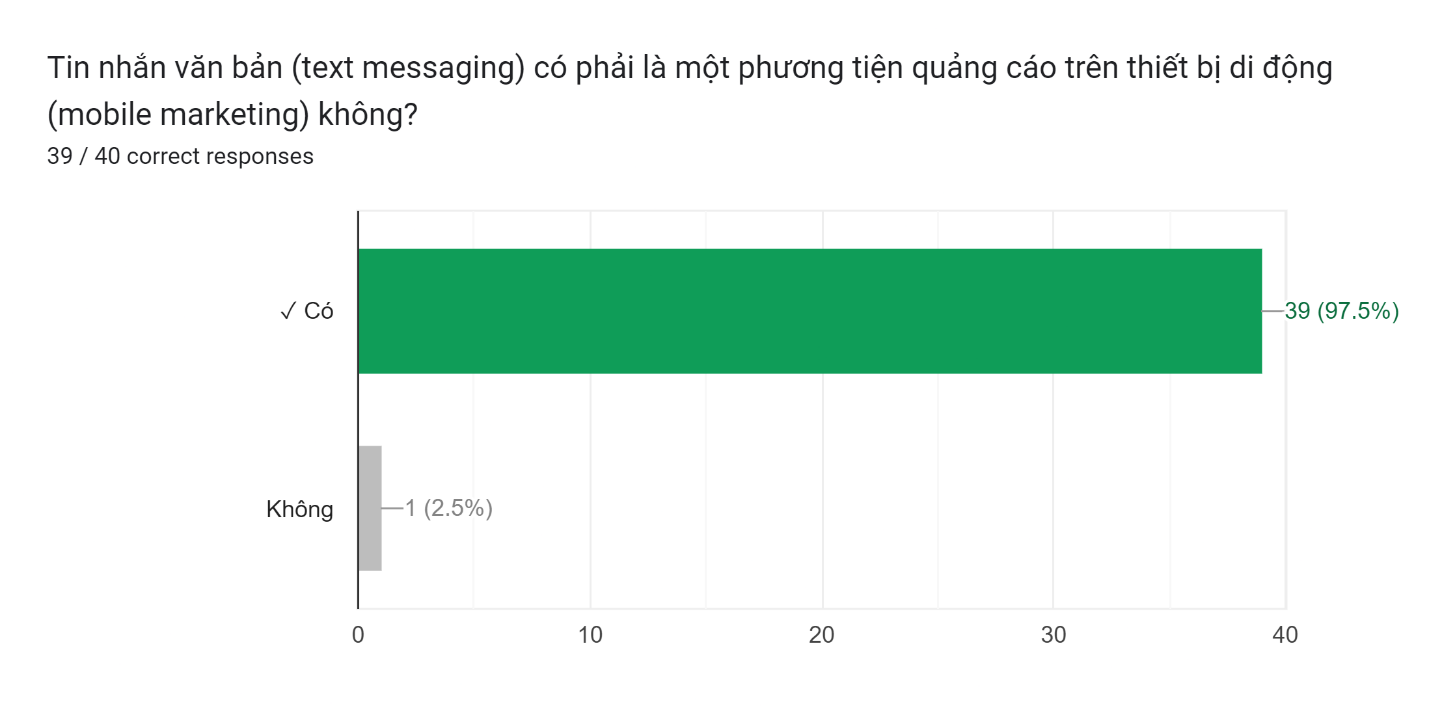 Tin nhắn văn bản (text messaging) có phải là một phương tiện quảng cáo trên thiết bị di động
(mobile marketing) không?
39 / 40 correct responses
✓ Có
39 (97.5%)
Không
1 (2.5%)
0
10
20
30
40